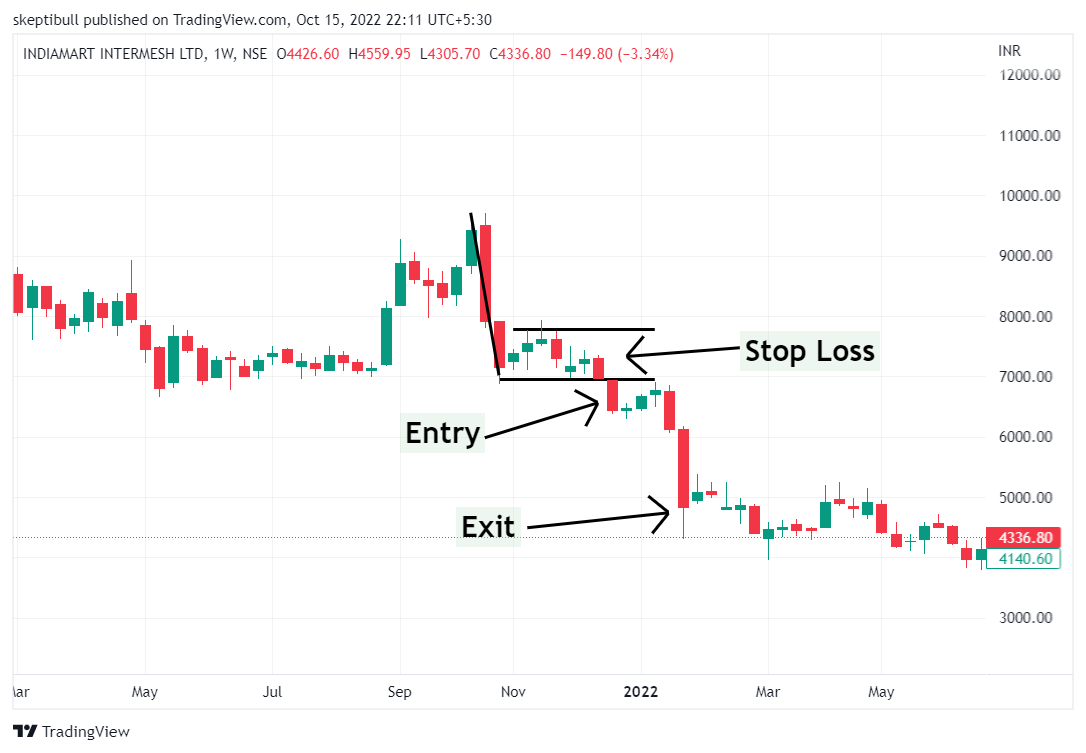 skeptibull published on TradingView.com, Oct 15, 2022 22:11 UTC+5:30
INDIAMART INTERMESH LTD, 1W, NSE O4426.60 H4559.95 L4305.70 C4336.80 −149.80 (−3.34%)
INR
12000.00
11000.00
10000.00
9000.00
8000.00
Stop Loss
7000.00
Entry
6000.00
5000.00
Exit
4336.80
4140.60
3000.00
ar May Jul Sep Nov 2022 Mar May
TradingView